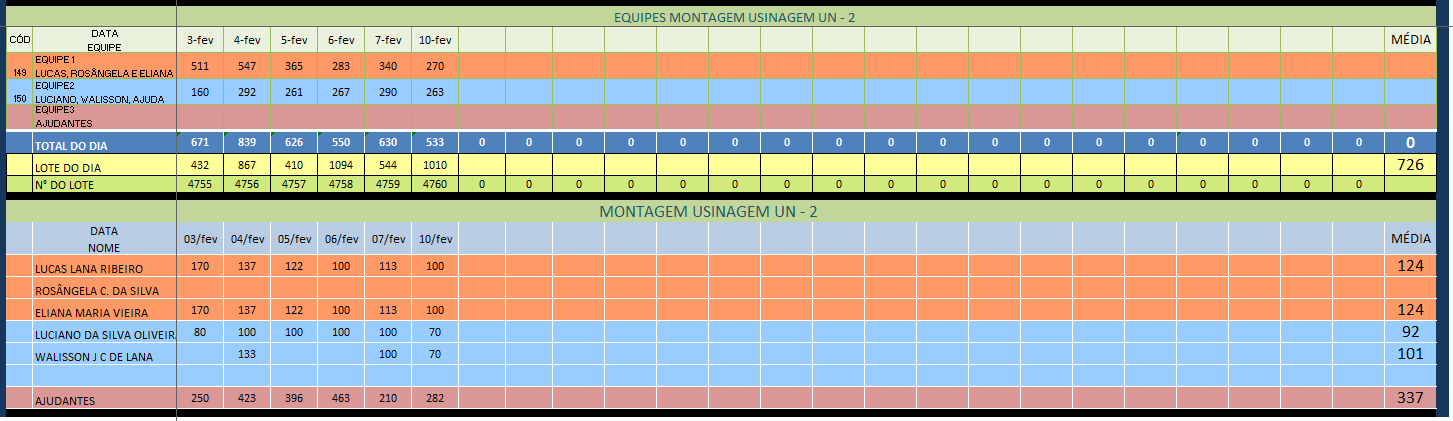 EQUIPES MONTAGEM USINAGEM UN - 2
CÓD DATA EQUIPE 3-fev 4-fev 5-fev 6-fev 7-fev 10-fev MÉDIA
149 EQUIPE 1 LUCAS, ROSÂNGELA E ELIANA 511 547 365 283 340 270
150 EQUIPE2 LUCIANO, WALISSON, AJUDA 160 292 261 267 290 263
EQUIPE3 AJUDANTES
TOTAL DO DIA 671 839 626 550 630 533 0 0 0 0 0 0 0 0 0 0 0 0 0 0 0 0 0 0 0 0
LOTE DO DIA 432 867 410 1094 544 1010 726
N° DO LOTE 4755 4756 4757 4758 4759 4760 0 0 0 0 0 0 0 0 0 0 0 0 0 0 0 0 0 0 0
MONTAGEM USINAGEM UN - 2
DATA NOME 03/fev 04/fev 05/fev 06/fev 07/fev 10/fev MÉDIA
LUCAS LANA RIBEIRO 170 137 122 100 113 100 124
ROSÂNGELA C. DA SILVA
ELIANA MARIA VIEIRA 170 137 122 100 113 100 124
LUCIANO DA SILVA OLIVEIR 80 100 100 100 100 70 92
WALISSON J C DE LANA 133 100 70 101
AJUDANTES 250 423 396 463 210 282 337